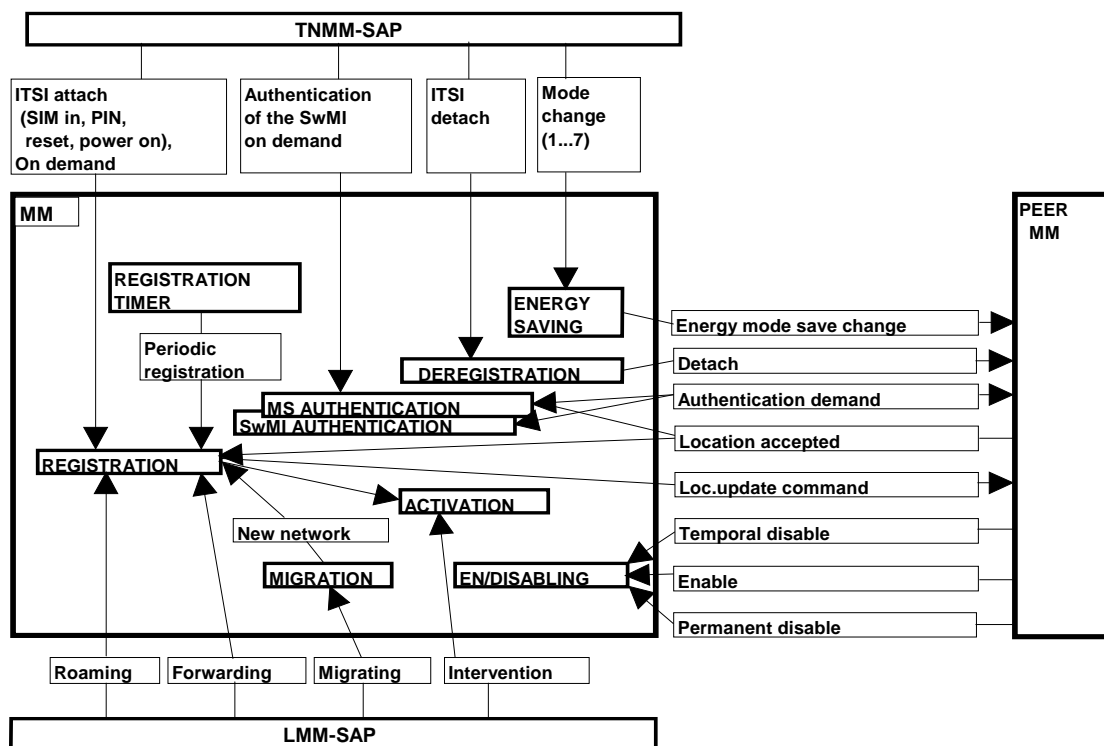 TNMM-SAP
ITSI attach
(SIM in, PIN,
reset, power on),
On demand
Authentication
of the SwMI
on demand
ITSI
detach
Mode
change
(1...7)
MM
PEER
MM
REGISTRATION
TIMER
ENERGY
SAVING
Energy mode save change
Periodic
registration
DEREGISTRATION
Detach
MS AUTHENTICATION
SwMI AUTHENTICATION
Authentication demand
Location accepted
REGISTRATION
Loc.update command
ACTIVATION
New network
Temporal disable
MIGRATION
EN/DISABLING
Enable
Permanent disable
Roaming
Forwarding
Migrating
Intervention
LMM-SAP